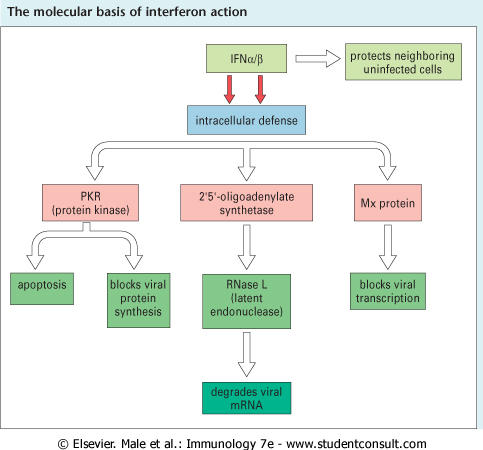 The molecular basis of interferon action
IFNα/β
protects neighboring
uninfected cells
intracellular defense
PKR
(protein kinase)
2'5'-oligoadenylate
synthetase
Mx protein
apoptosis
blocks viral
protein
synthesis
RNase L
(latent
endonuclease)
blocks viral
transcription
degrades viral
mRNA
© Elsevier. Male et al.: Immunology 7e - www.studentconsult.com